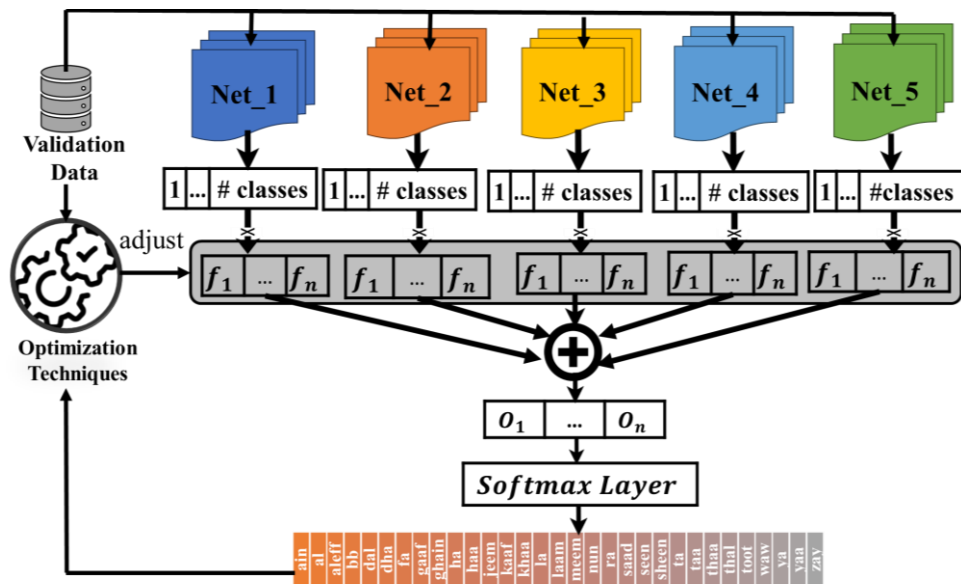 Net_1 Net_2 Net_3 Net_4 Net_5
Validation
Data
1 ... # classes 1 ... # classes 1 ... # classes 1 ... # classes 1 ... #classes
× × × × ×
adjust
f₁ ... fₙ f₁ ... fₙ f₁ ... fₙ f₁ ... fₙ f₁ ... fₙ
+
Optimization
Techniques
O₁ ... Oₙ
Softmax Layer
ain
al
aleff
bb
dal
dha
fa
gaaf
ghain
ha
haa
jeem
kaaf
khaa
la
laam
meem
nun
ra
saad
seen
sheen
ta
taa
thaa
thal
toot
waw
ya
yaa
zay